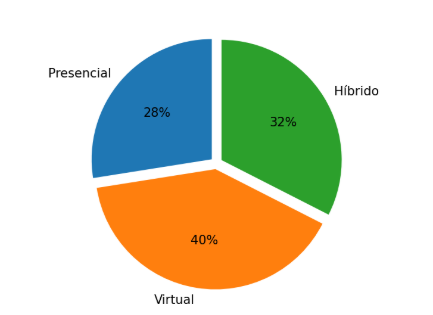 Presencial
28%
Híbrido
32%
40%
Virtual